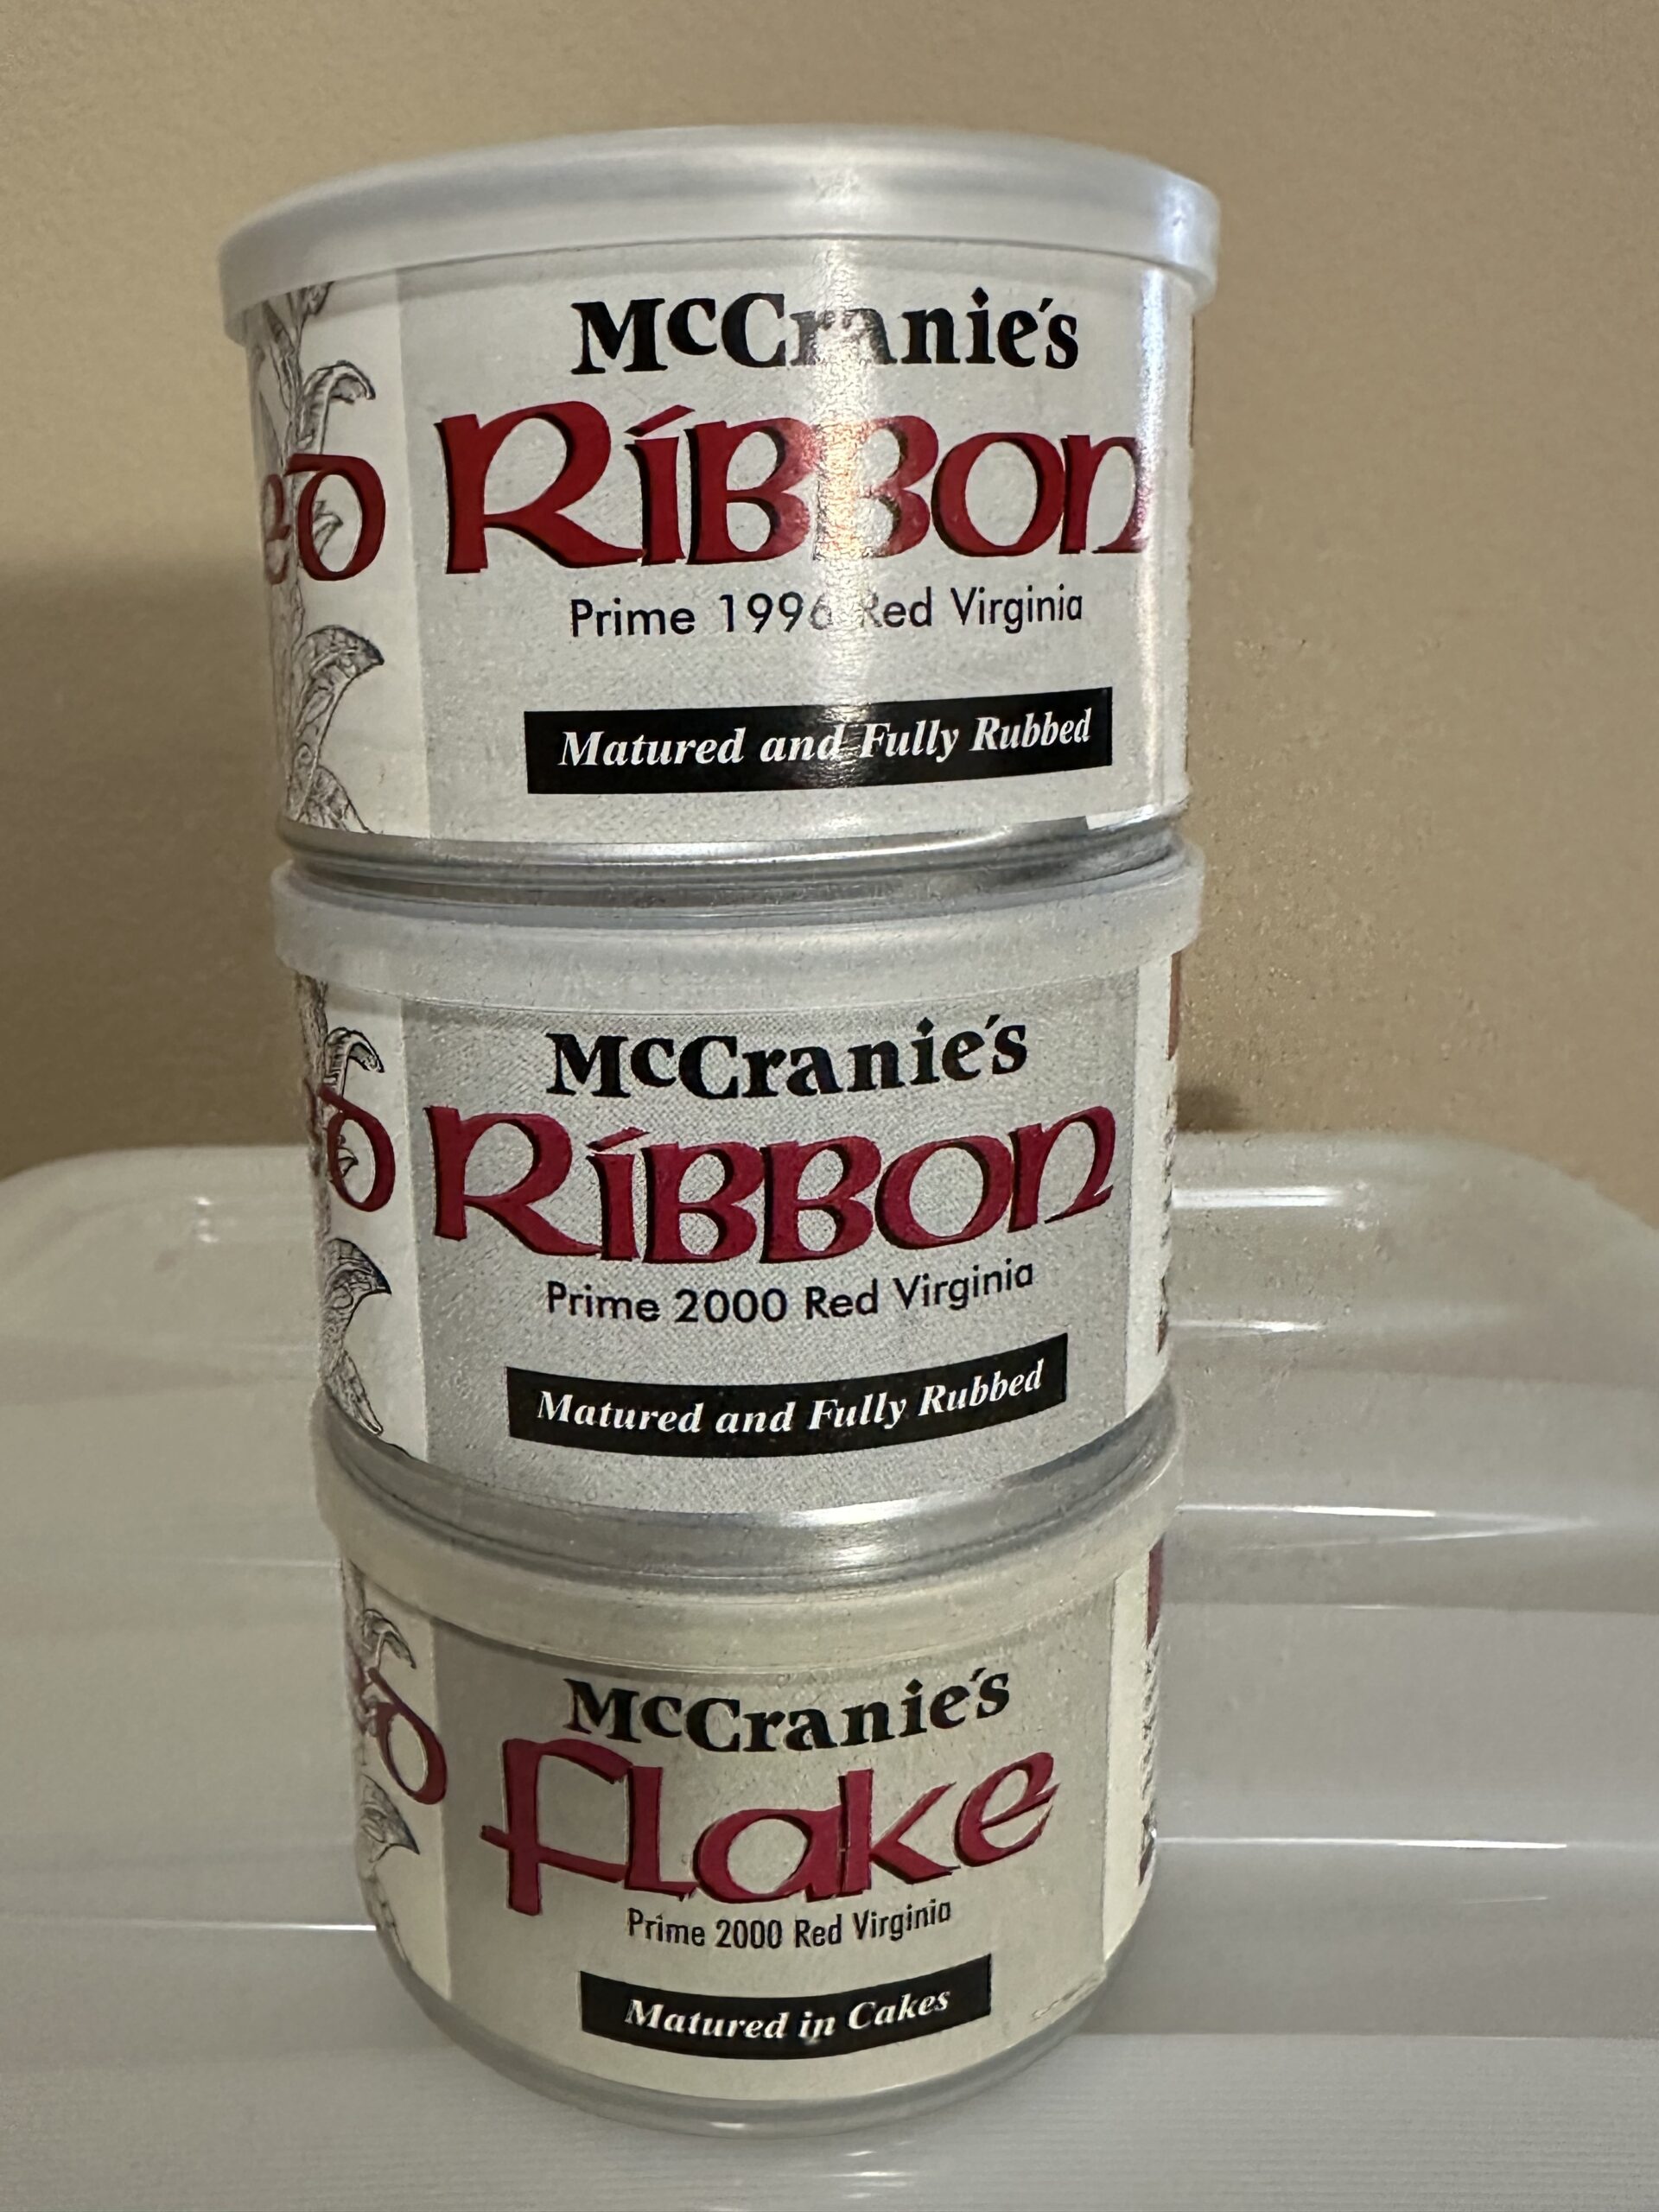 McCranie's
Ribbon
Prime 1996 Red Virginia
Matured and Fully Rubbed
McCranie's
Ribbon
Prime 2000 Red Virginia
Matured and Fully Rubbed
McCranie's
Flake
Prime 2000 Red Virginia
Matured in Cakes